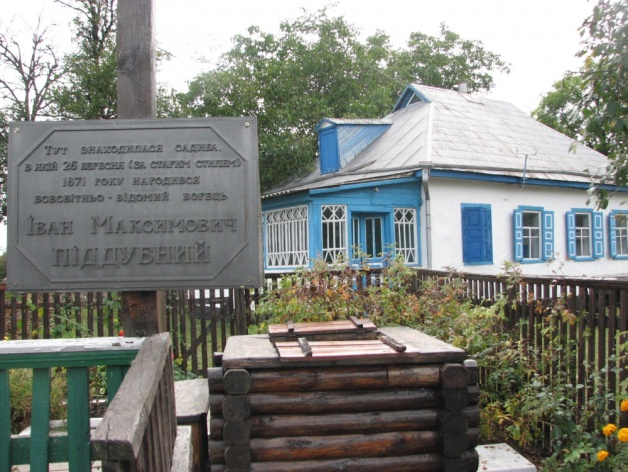 Тут знаходилася садиба,
в якій 26 вересня (за старим стилем)
1871 року народився
всесвітньо-відомий борець
Іван Максимович
Піддубний